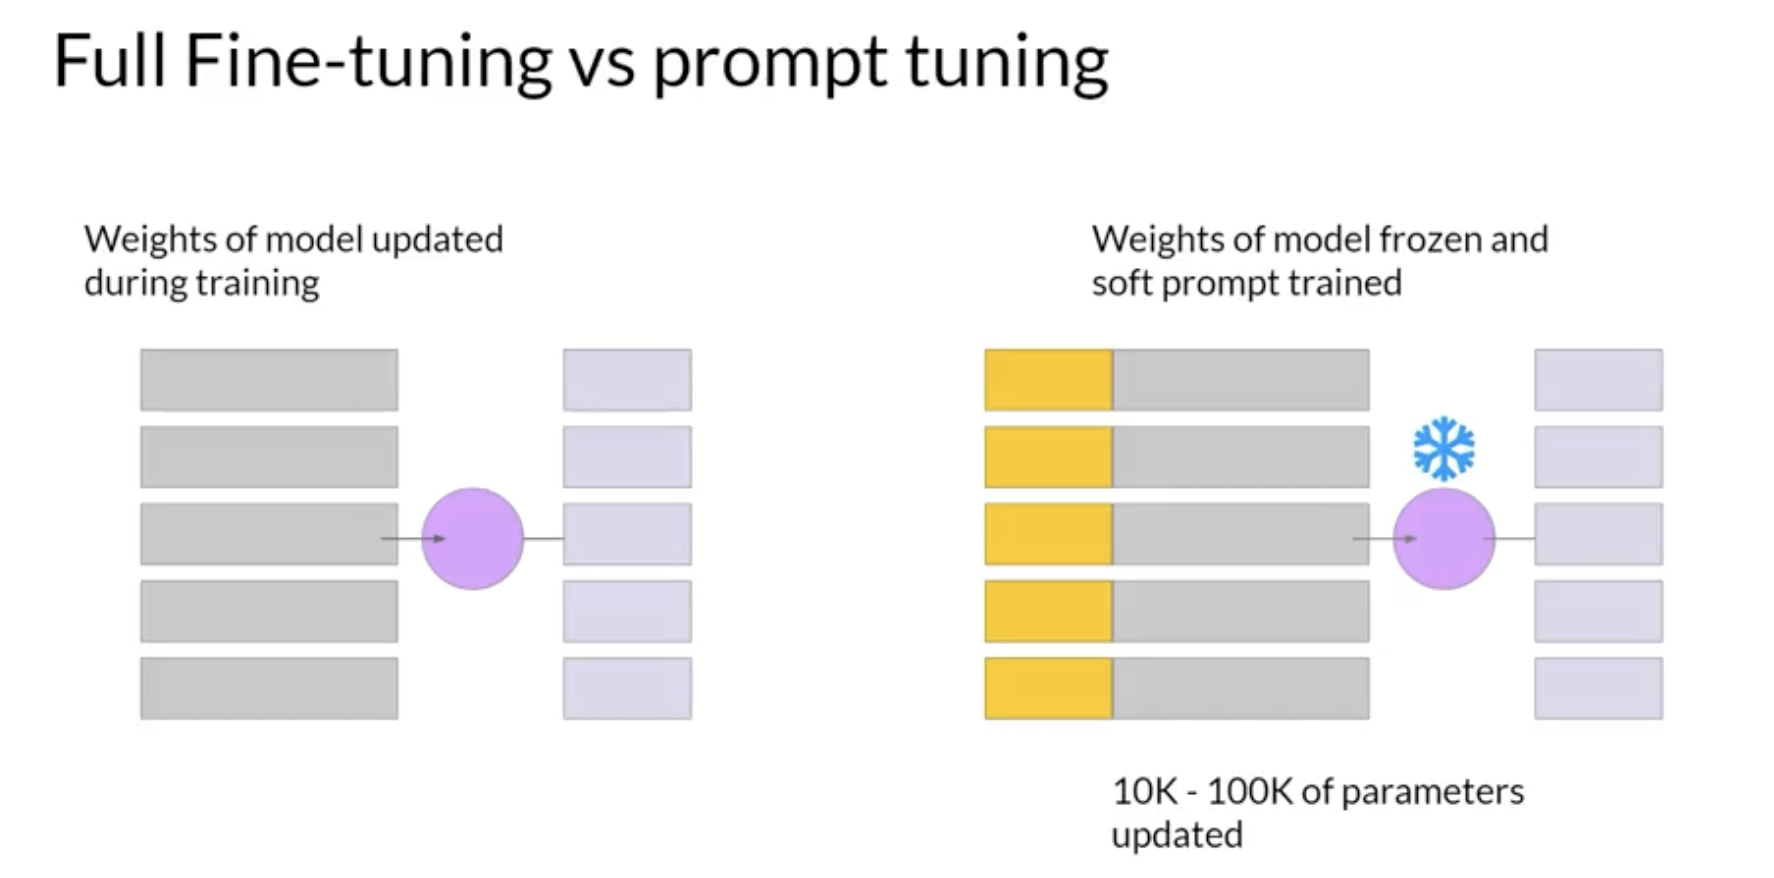 Full Fine-tuning vs prompt tuning
Weights of model updated
during training
Weights of model frozen and
soft prompt trained
10K - 100K of parameters
updated